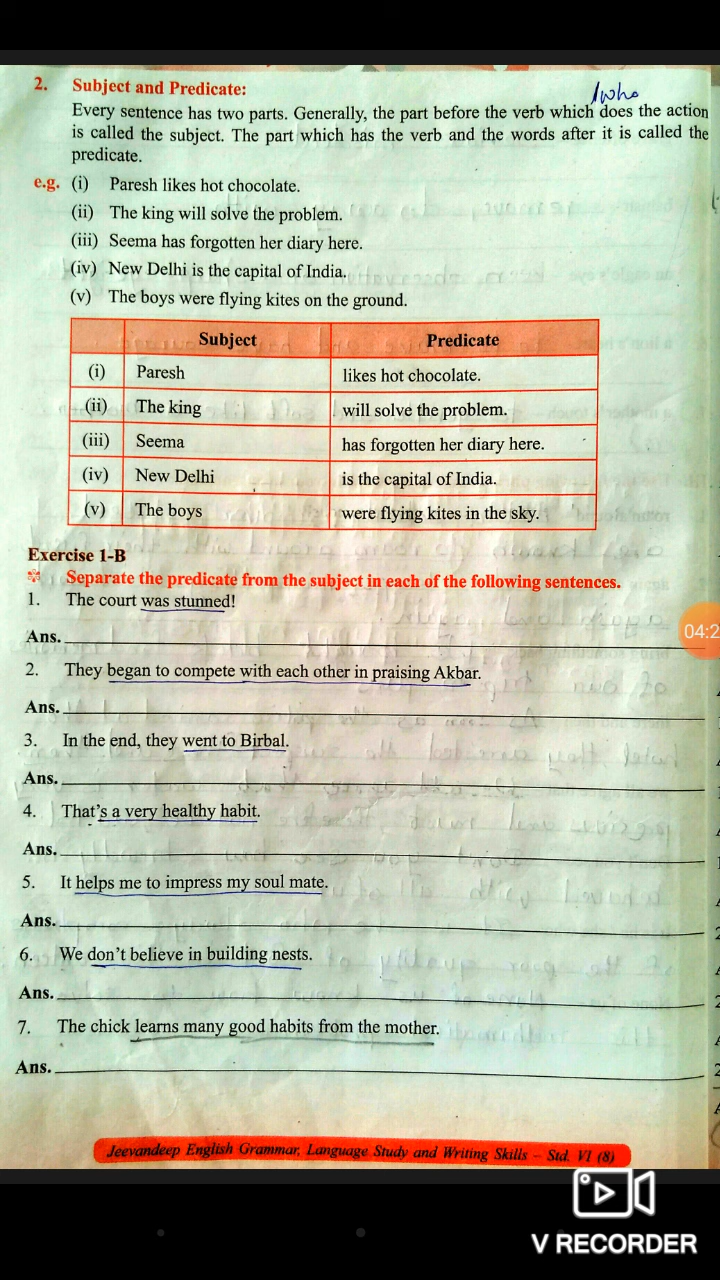 /who
2. Subject and Predicate:
Every sentence has two parts. Generally, the part before the verb which does the action
is called the subject. The part which has the verb and the words after it is called the
predicate.
e.g. (i) Paresh likes hot chocolate.
(ii) The king will solve the problem.
(iii) Seema has forgotten her diary here.
(iv) New Delhi is the capital of India.
(v) The boys were flying kites on the ground.
Subject Predicate
(i) Paresh likes hot chocolate.
(ii) The king will solve the problem.
(iii) Seema has forgotten her diary here.
(iv) New Delhi is the capital of India.
(v) The boys were flying kites in the sky.
Exercise 1-B
Separate the predicate from the subject in each of the following sentences.
1. The court was stunned!
Ans.
04:2
2. They began to compete with each other in praising Akbar.
Ans.
3. In the end, they went to Birbal.
Ans.
4. That's a very healthy habit.
Ans.
5. It helps me to impress my soul mate.
Ans.
6. We don't believe in building nests.
Ans.
7. The chick learns many good habits from the mother.
Ans.
Jeevandeep English Grammar, Language Study and Writing Skills – Std. VI (8)
V RECORDER